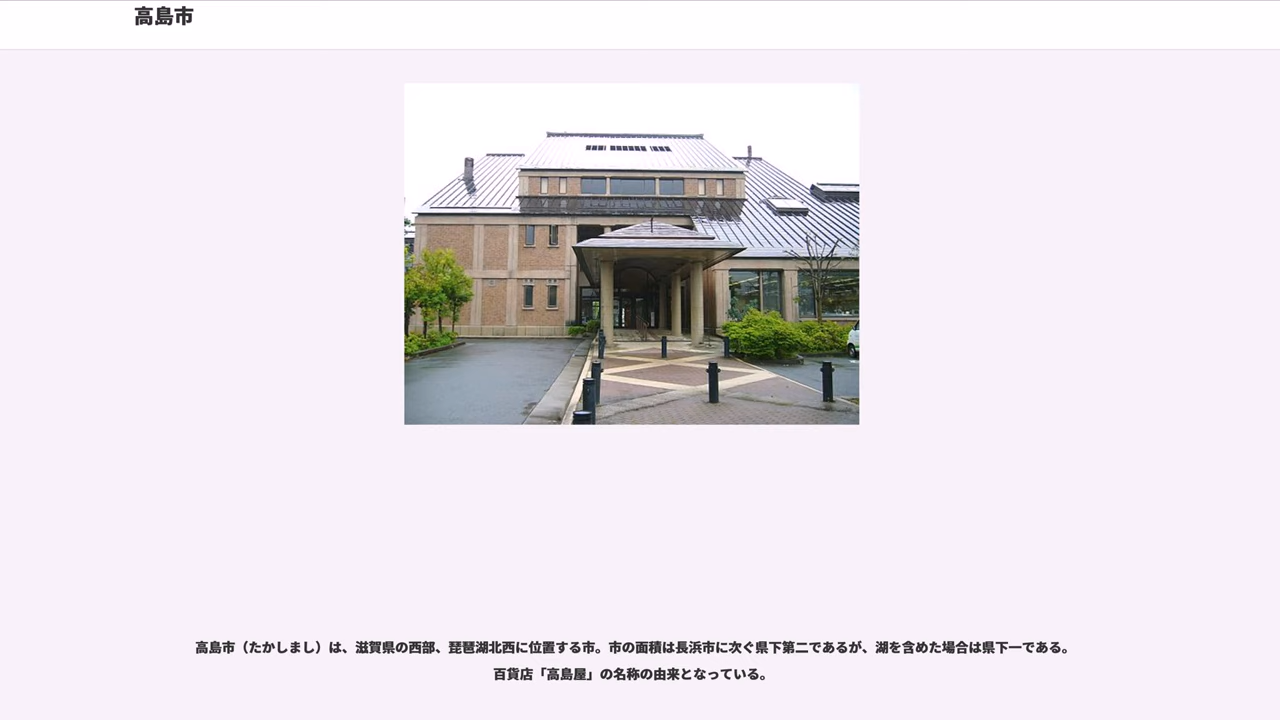 高島市
高島市（たかしまし）は、滋賀県の西部、琵琶湖北西に位置する市。市の面積は長浜市に次ぐ県下第二であるが、湖を含めた場合は県下一である。
百貨店「高島屋」の名称の由来となっている。